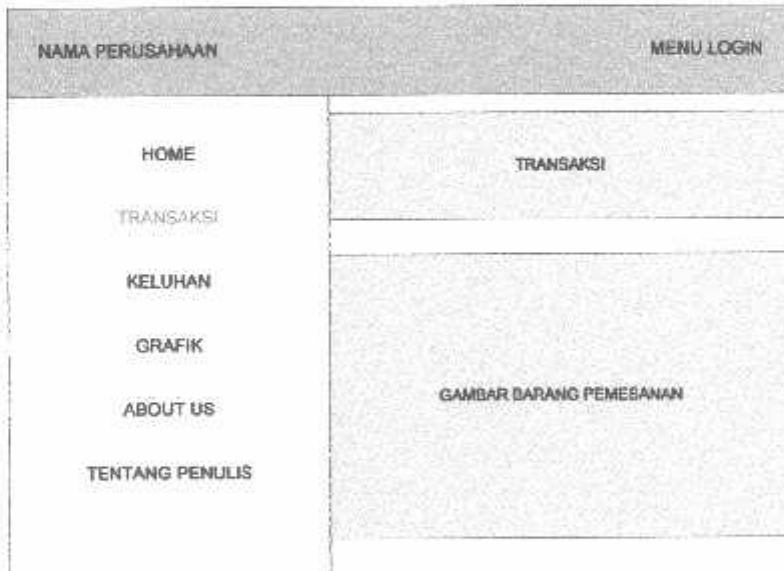 NAMA PERUSAHAAN
MENU LOGIN
HOME
TRANSAKSI
KELUHAN
GRAFIK
ABOUT US
TENTANG PENULIS
TRANSAKSI
GAMBAR BARANG PEMESANAN